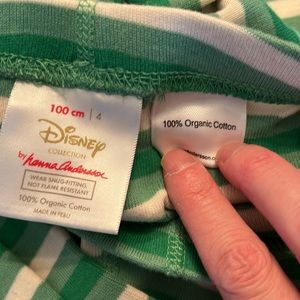 100 cm | 4
Disney
COLLECTION
by hanna Andersson
WEAR SNUG-FITTING,
NOT FLAME RESISTANT
100% Organic Cotton
MADE IN PERU
100% Organic Cotton